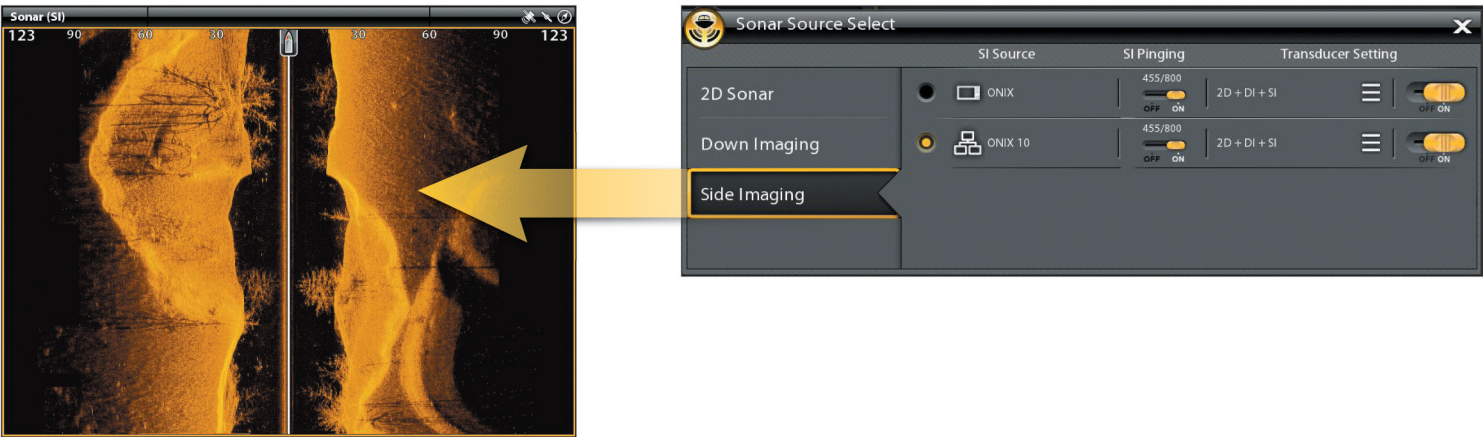 Sonar (SI)
123 90 60 30 30 60 90 123
Sonar Source Select X
SI Source SI Pinging Transducer Setting
2D Sonar
ONIX
455/800
OFF ON
2D + DI + SI
OFF ON
Down Imaging
ONIX 10
455/800
OFF ON
2D + DI + SI
OFF ON
Side Imaging